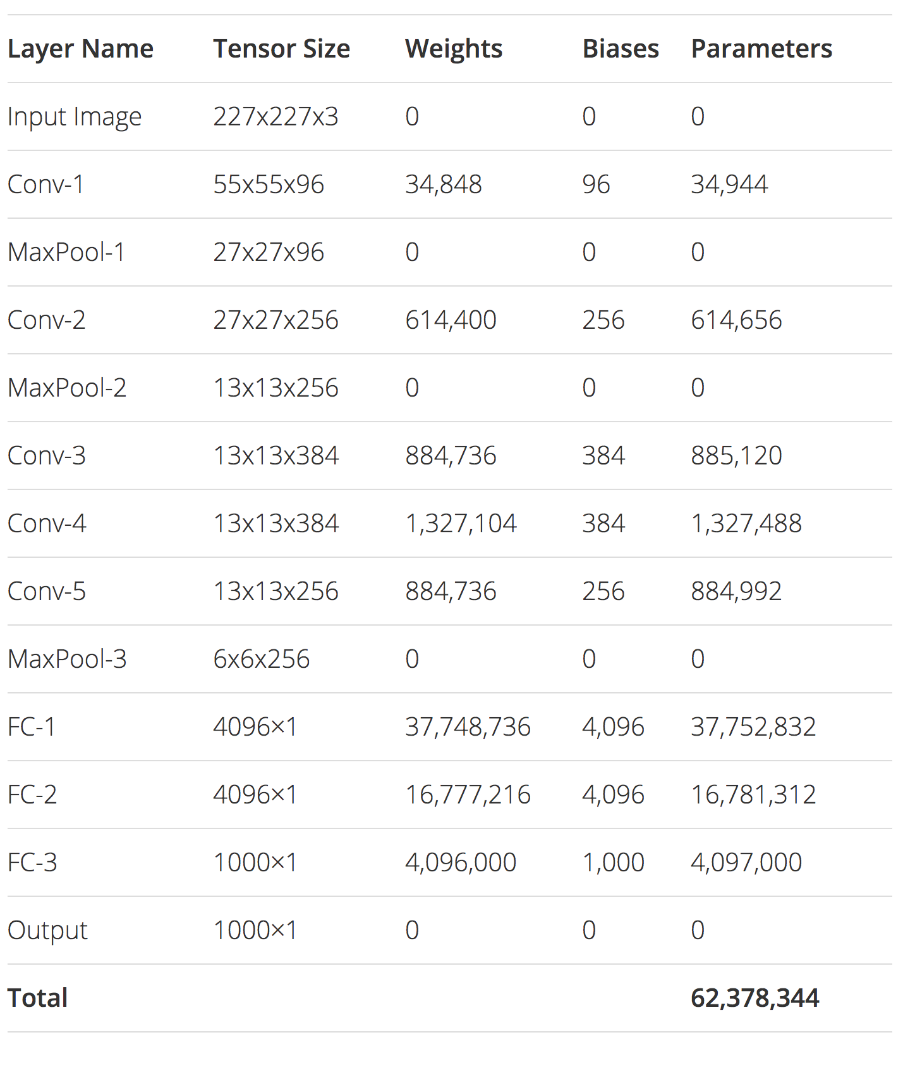 Layer Name Tensor Size Weights Biases Parameters
Input Image 227x227x3 0 0 0
Conv-1 55x55x96 34,848 96 34,944
MaxPool-1 27x27x96 0 0 0
Conv-2 27x27x256 614,400 256 614,656
MaxPool-2 13x13x256 0 0 0
Conv-3 13x13x384 884,736 384 885,120
Conv-4 13x13x384 1,327,104 384 1,327,488
Conv-5 13x13x256 884,736 256 884,992
MaxPool-3 6x6x256 0 0 0
FC-1 4096×1 37,748,736 4,096 37,752,832
FC-2 4096×1 16,777,216 4,096 16,781,312
FC-3 1000×1 4,096,000 1,000 4,097,000
Output 1000×1 0 0 0
Total 62,378,344